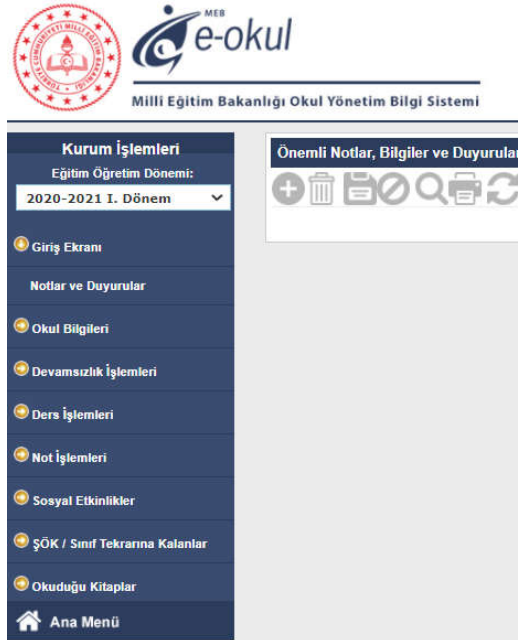 MEB
e-okul
Milli Eğitim Bakanlığı Okul Yönetim Bilgi Sistemi
Kurum İşlemleri
Eğitim Öğretim Dönemi:
2020-2021 I. Dönem
Giriş Ekranı
Notlar ve Duyurular
Okul Bilgileri
Devamsızlık İşlemleri
Ders İşlemleri
Not İşlemleri
Sosyal Etkinlikler
ŞÖK / Sınıf Tekrarına Kalanlar
Okuduğu Kitaplar
Ana Menü
Önemli Notlar, Bilgiler ve Duyurular